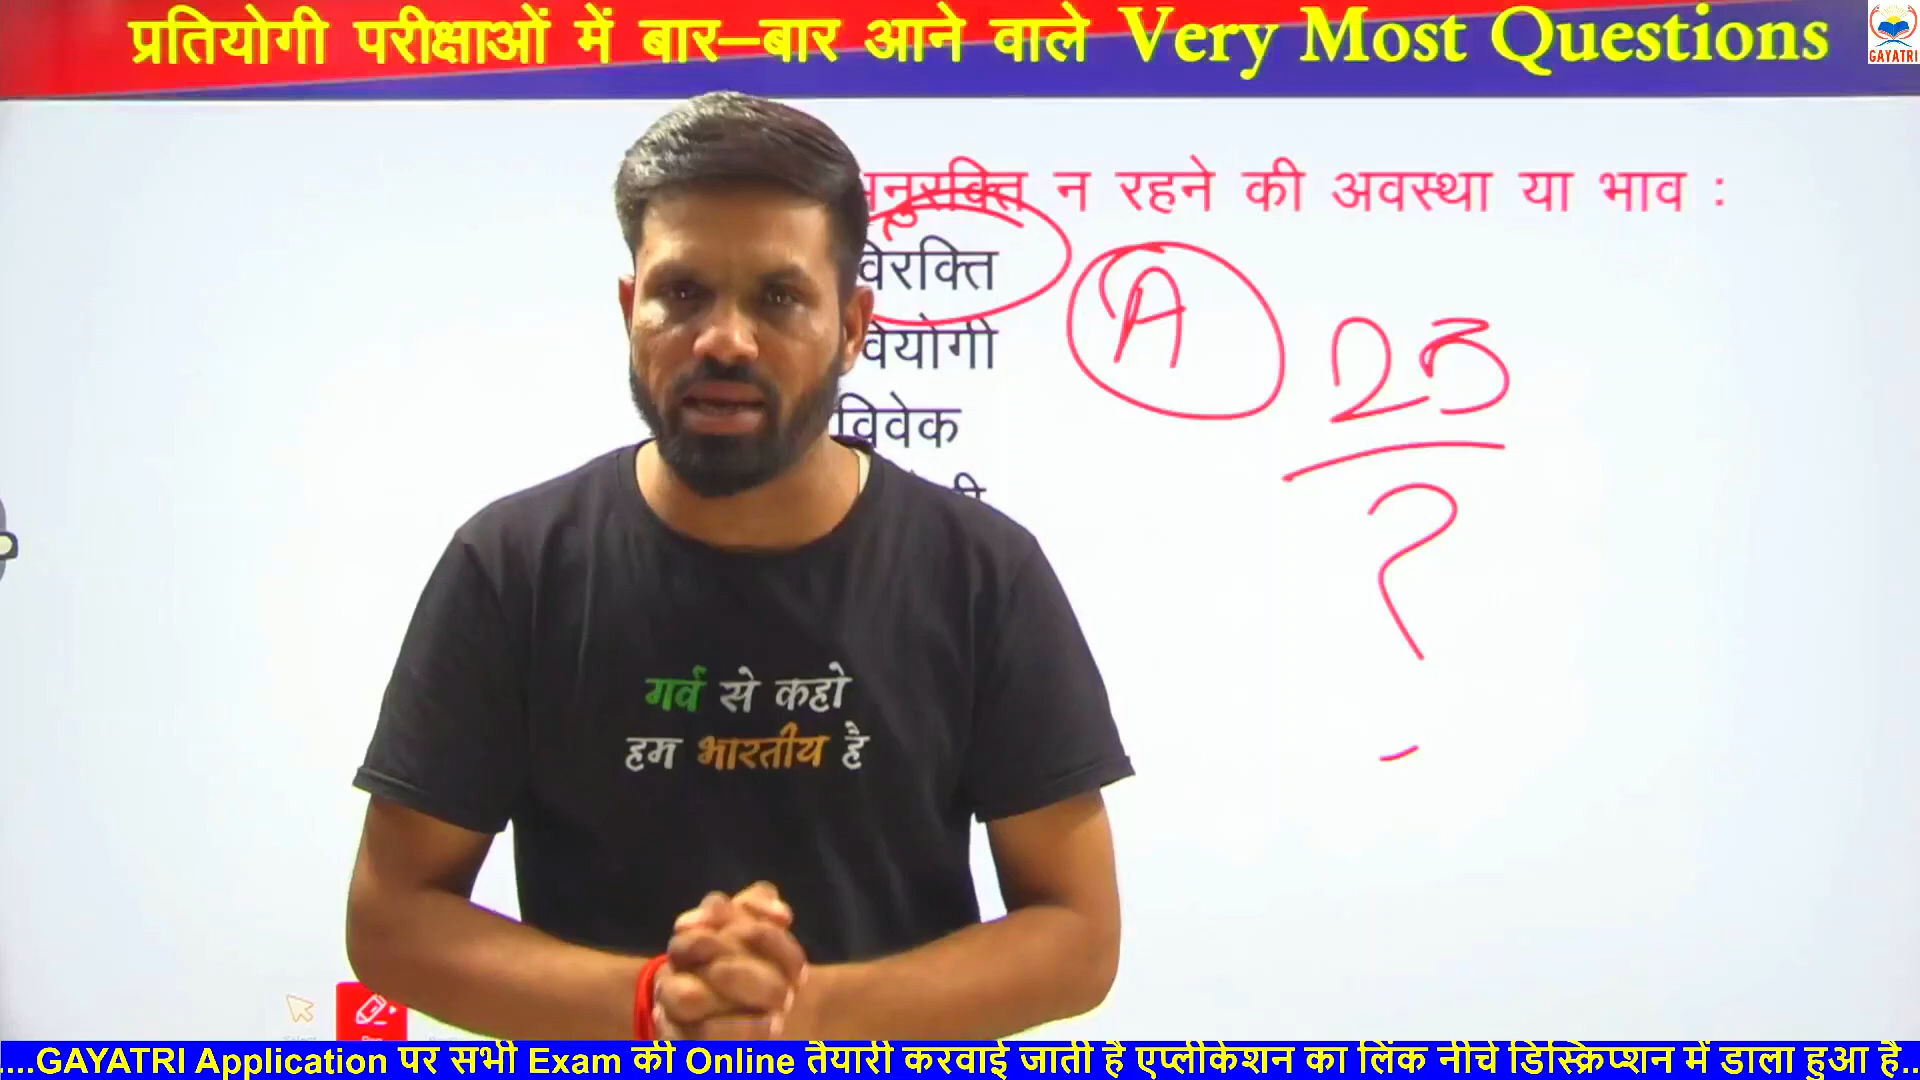 प्रतियोगी परीक्षाओं में बार–बार आने वाले Very Most Questions
GAYATRI
अनुरक्ति न रहने की अवस्था या भाव :
विरक्ति
A
23
वियोगी
विवेक
?
गर्व से कहो
हम भारतीय है
....GAYATRI Application पर सभी Exam की Online तैयारी करवाई जाती है एप्लीकेशन का लिंक नीचे डिस्क्रिप्शन में डाला हुआ है..